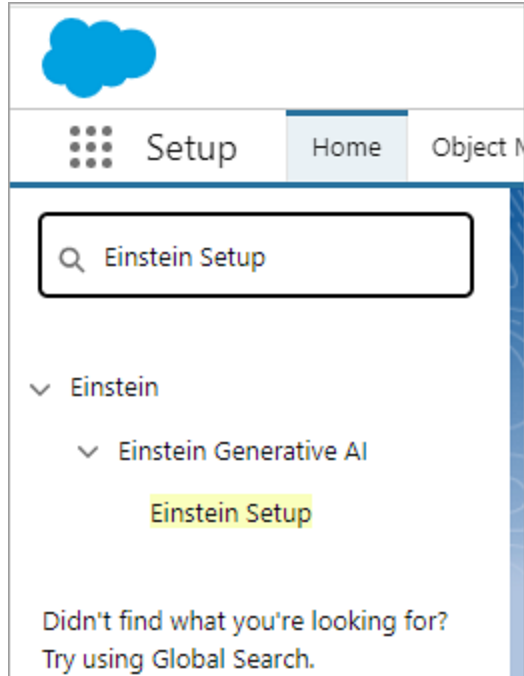 Setup
Home
Object
Einstein Setup
Einstein
Einstein Generative AI
Einstein Setup
Didn't find what you're looking for?
Try using Global Search.